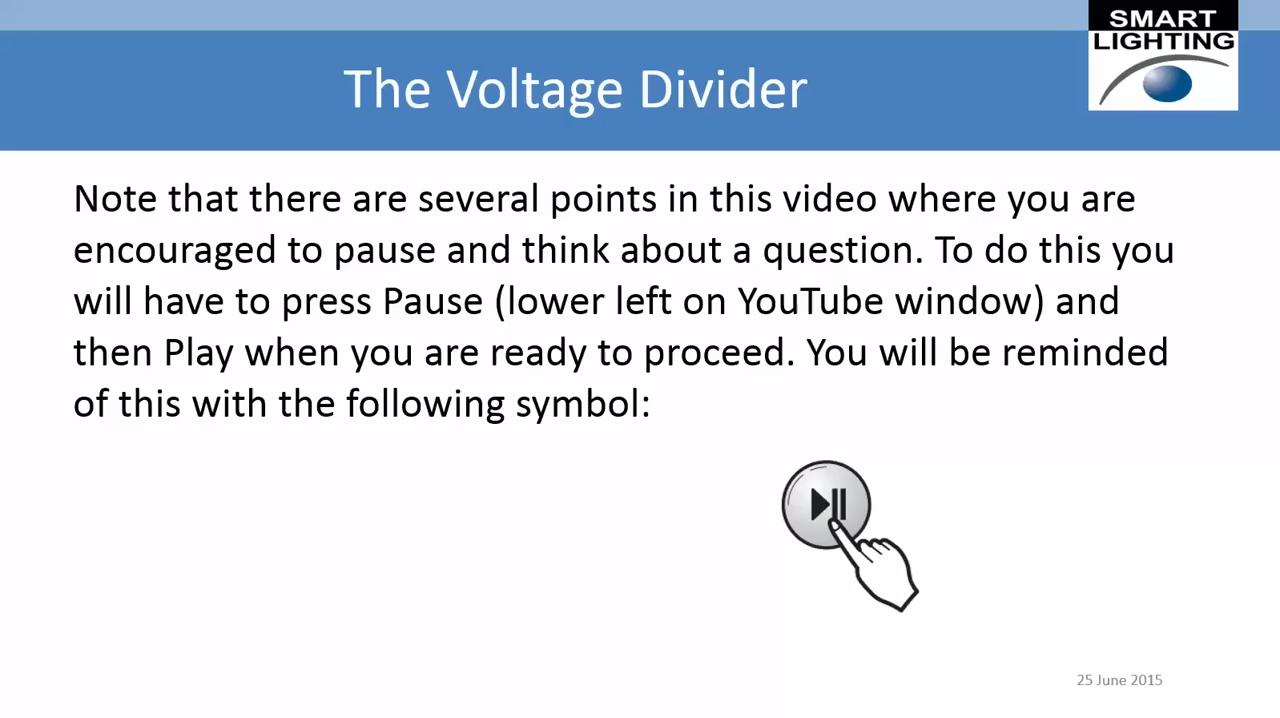 SMART
LIGHTING
The Voltage Divider
Note that there are several points in this video where you are
encouraged to pause and think about a question. To do this you
will have to press Pause (lower left on YouTube window) and
then Play when you are ready to proceed. You will be reminded
of this with the following symbol:
25 June 2015